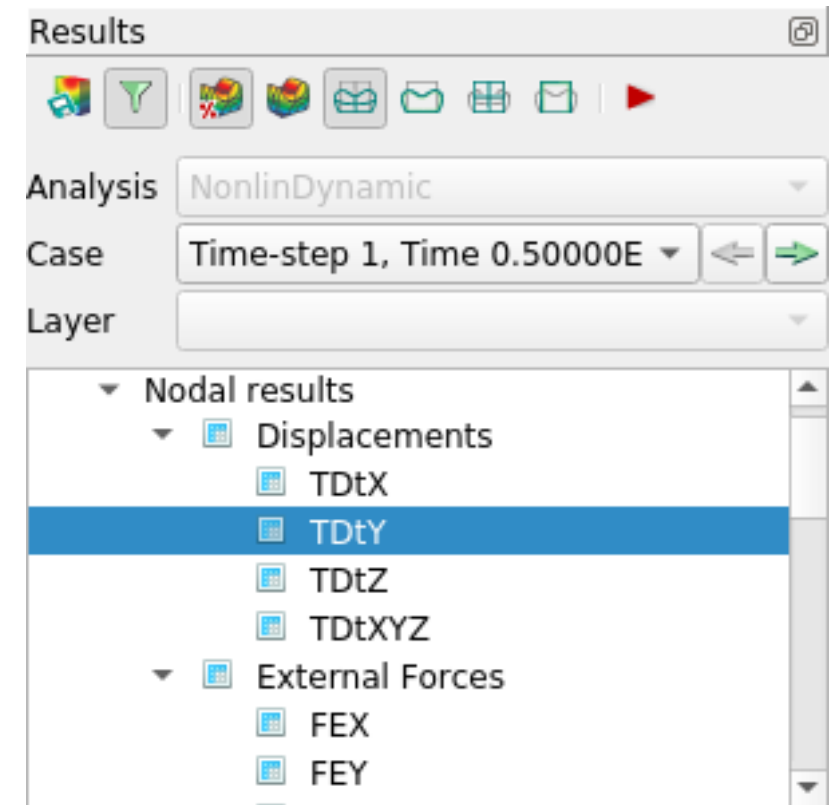 Results
Analysis NonlinDynamic
Case Time-step 1, Time 0.50000E
Layer
Nodal results
Displacements
TDtX
TDtY
TDtZ
TDtXYZ
External Forces
FEX
FEY